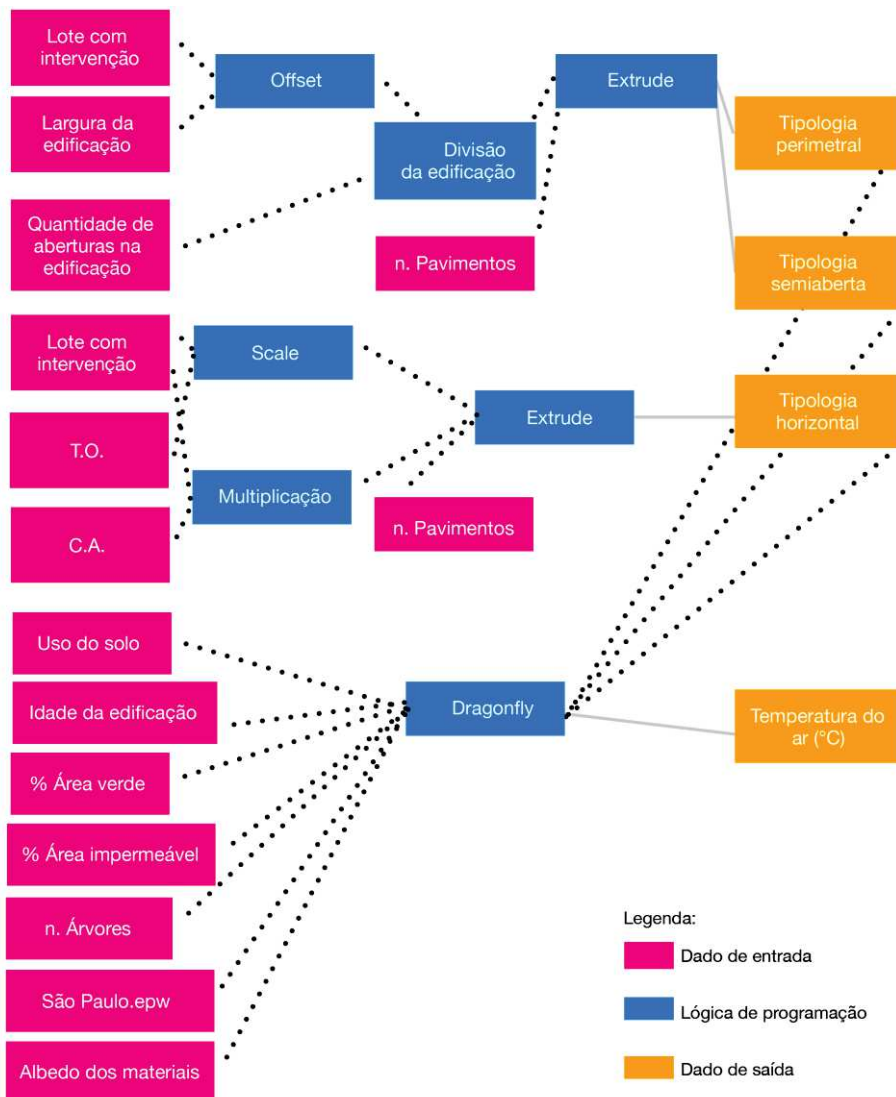 Lote com
intervenção
Offset
Extrude
Largura da
edificação
Divisão
da edificação
Tipologia
perimetral
Quantidade de
aberturas na
edificação
n. Pavimentos
Tipologia
semiaberta
Lote com
intervenção
Scale
Extrude
Tipologia
horizontal
T.O.
Multiplicação
n. Pavimentos
C.A.
Uso do solo
Idade da edificação
Dragonfly
Temperatura do
ar (°C)
% Área verde
% Área impermeável
n. Árvores
São Paulo.epw
Albedo dos materiais
Legenda:
Dado de entrada
Lógica de programação
Dado de saída